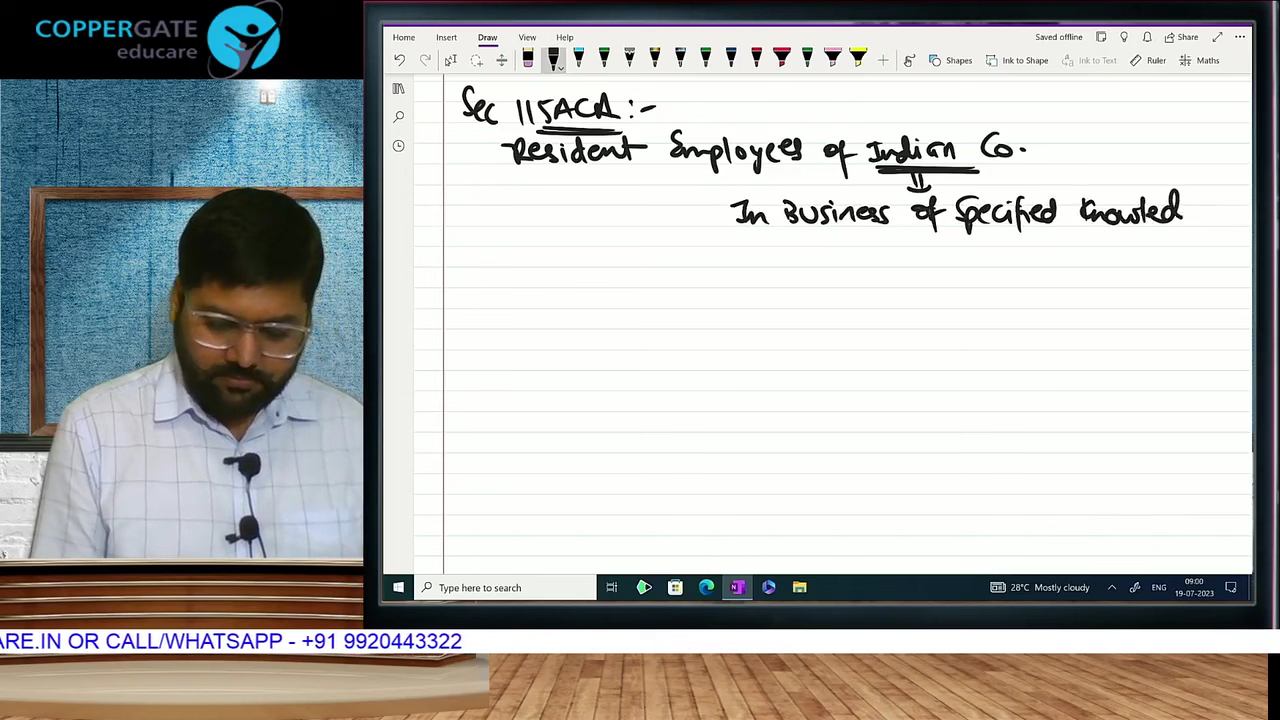 COPPERGATE
educare
Home Insert Draw View Help
Saved offline
Share
Shapes Ink to Shape Ink to Text Ruler Maths
Sec 115ACA :-
Resident Employees of Indian Co.
In Business of Specified Knowled
Type here to search
28°C Mostly cloudy
ENG
09:00
19-07-2023
ARE.IN OR CALL/WHATSAPP - +91 9920443322